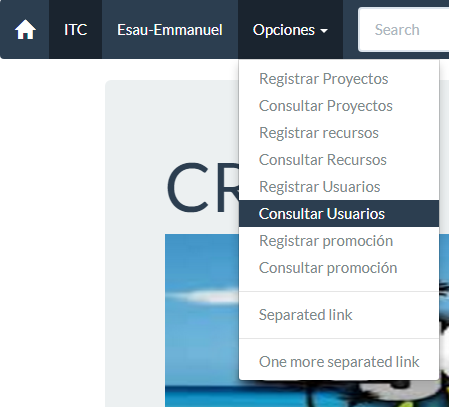 ITC Esau-Emmanuel Opciones Search
Registrar Proyectos
Consultar Proyectos
Registrar recursos
Consultar Recursos
Registrar Usuarios
Consultar Usuarios
Registrar promoción
Consultar promoción
Separated link
One more separated link
CR